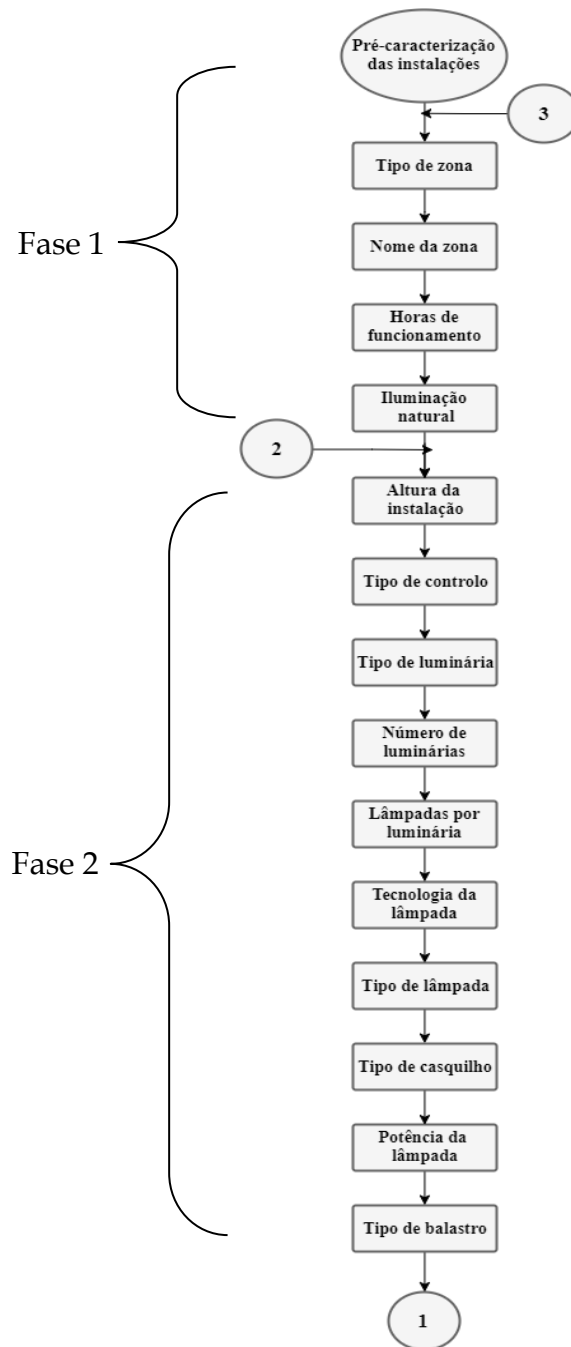 Pré-caracterização
das instalações
3
Tipo de zona
Fase 1
Nome da zona
Horas de
funcionamento
Iluminação
natural
2
Altura da
instalação
Tipo de controlo
Tipo de luminária
Número de
luminárias
Lâmpadas por
luminária
Fase 2
Tecnologia da
lâmpada
Tipo de lâmpada
Tipo de casquilho
Potência da
lâmpada
Tipo de balastro
1